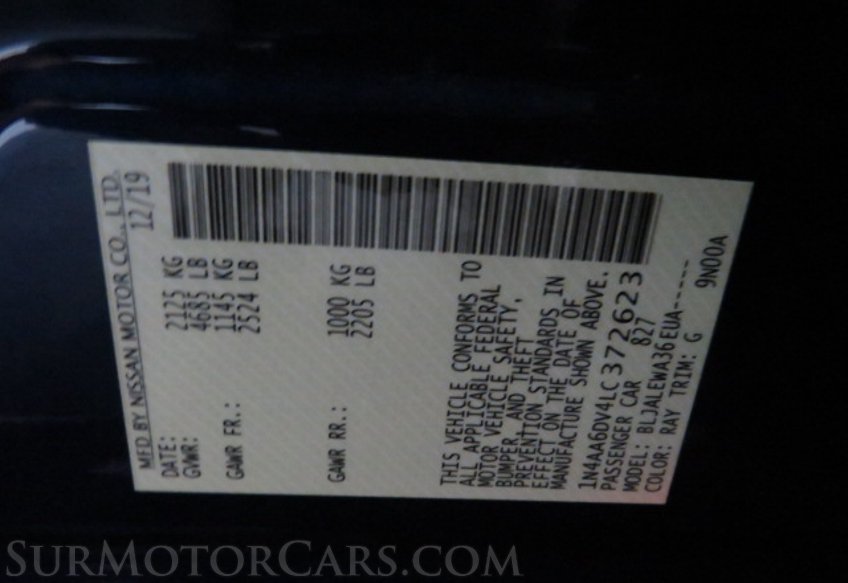 MFD BY NISSAN MOTOR CO., LTD.
DATE: 12/19
GVWR: 2125 KG
4685 LB
GAWR FR.: 1145 KG
2524 LB
GAWR RR.: 1000 KG
2205 LB
THIS VEHICLE CONFORMS TO
ALL APPLICABLE FEDERAL
MOTOR VEHICLE SAFETY,
BUMPER, AND THEFT
PREVENTION STANDARDS IN
EFFECT ON THE DATE OF
MANUFACTURE SHOWN ABOVE.
1N4AA6DV4LC372623
PASSENGER CAR 827
MODEL: BLJALEWA36EUA-----
COLOR: RAY TRIM: G 9N00A
SURMOTORCARS.COM